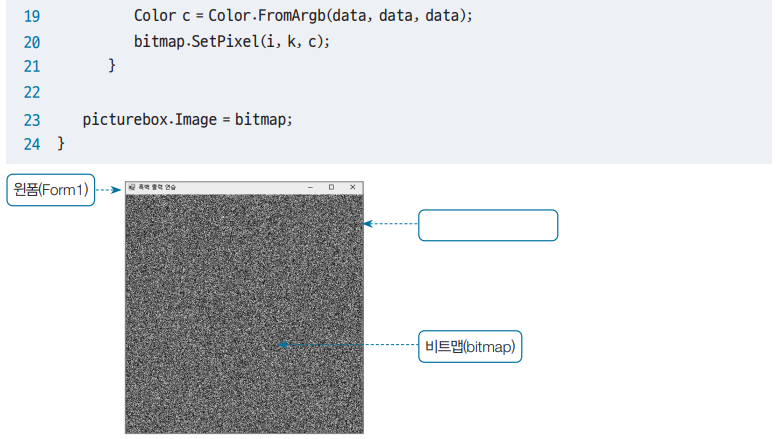 19 Color c = Color.FromArgb(data, data, data);
20 bitmap.SetPixel(i, k, c);
21 }
22
23 picturebox.Image = bitmap;
24 }
윈폼(Form1)
흑백 출력 연습
비트맵(bitmap)